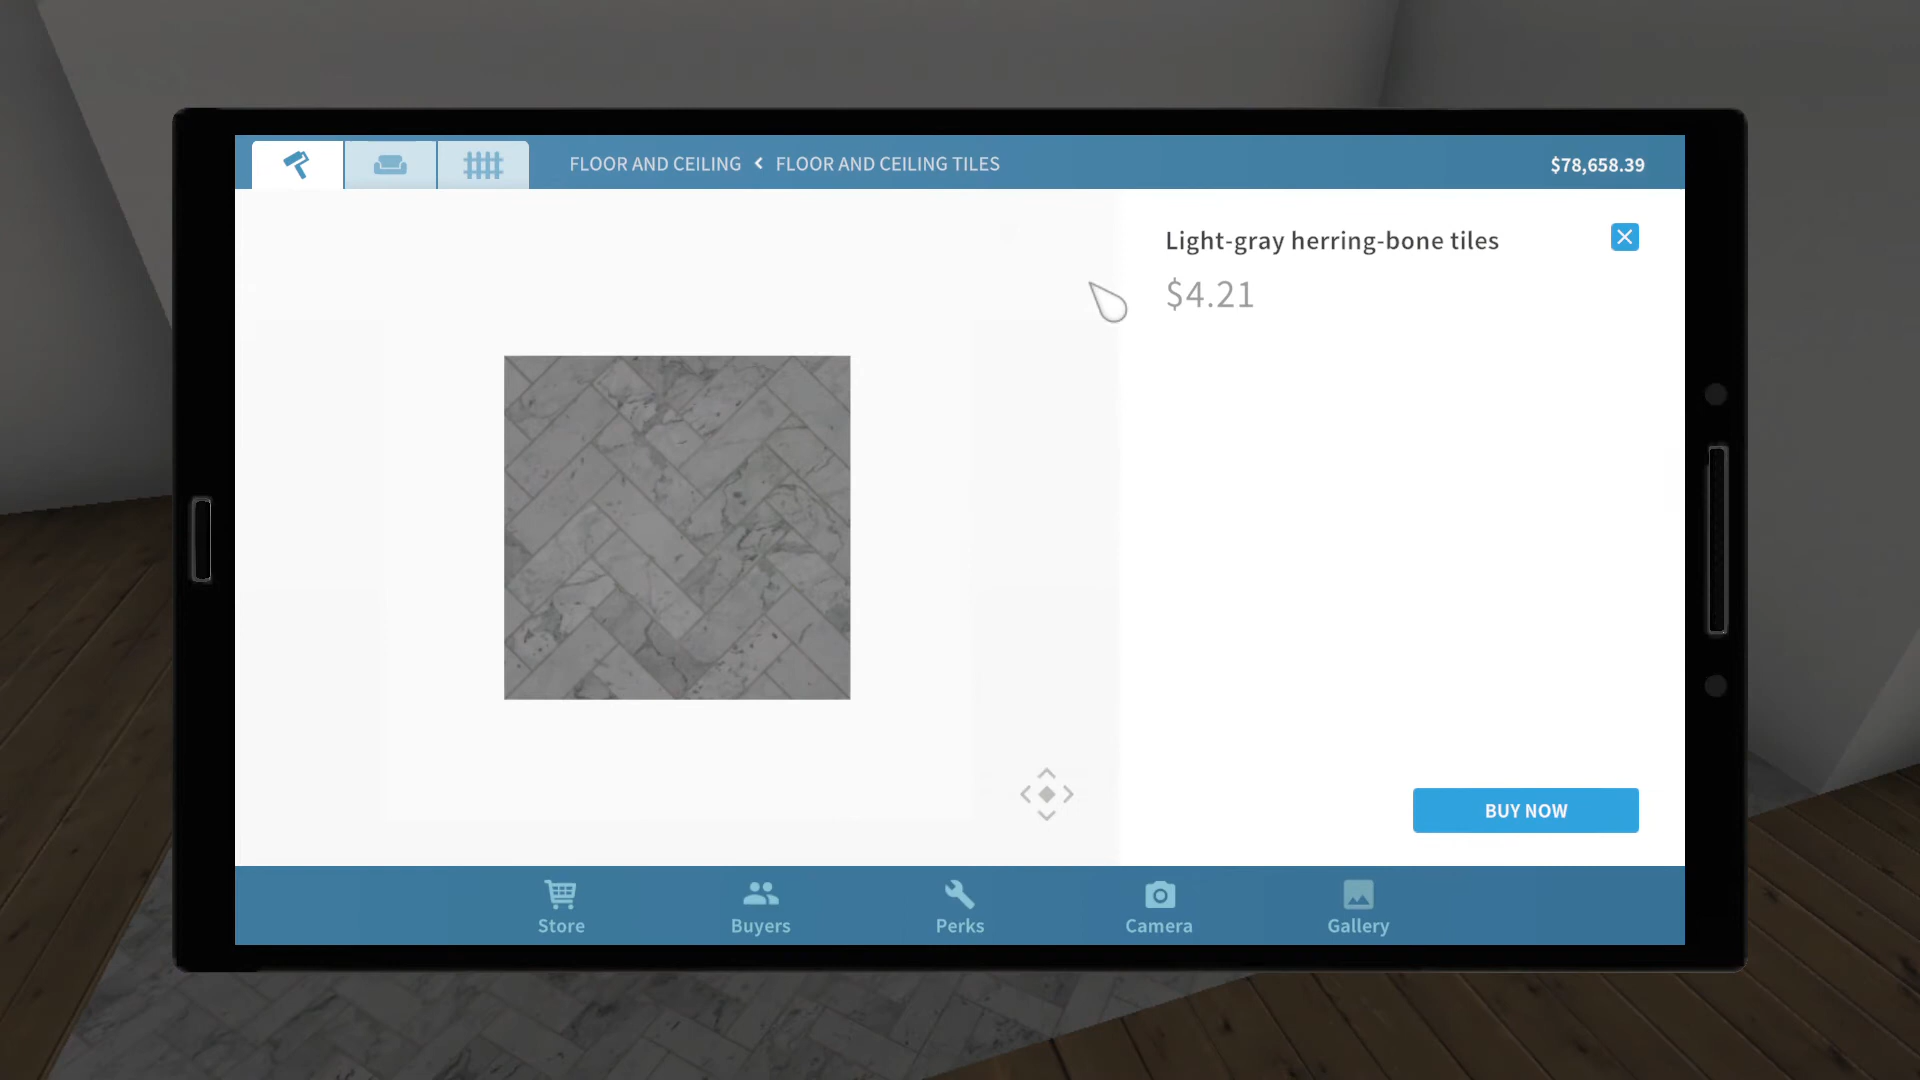 FLOOR AND CEILING < FLOOR AND CEILING TILES
$78,658.39
Light-gray herring-bone tiles
$4.21
BUY NOW
Store
Buyers
Perks
Camera
Gallery